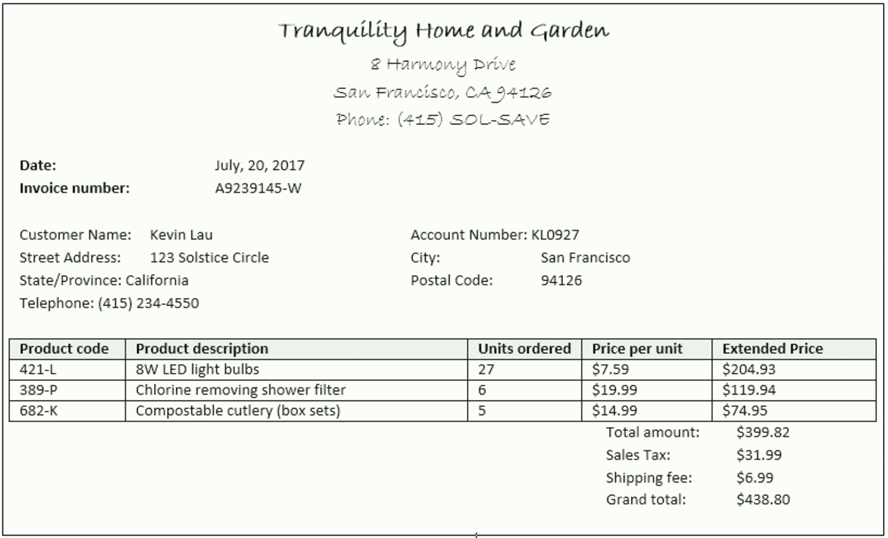 Tranquility Home and Garden
8 Harmony Drive
San Francisco, CA 94126
Phone: (415) SOL-SAVE
Date: July, 20, 2017
Invoice number: A9239145-W
Customer Name: Kevin Lau Account Number: KL0927
Street Address: 123 Solstice Circle City: San Francisco
State/Province: California Postal Code: 94126
Telephone: (415) 234-4550
Product code Product description Units ordered Price per unit Extended Price
421-L 8W LED light bulbs 27 $7.59 $204.93
389-P Chlorine removing shower filter 6 $19.99 $119.94
682-K Compostable cutlery (box sets) 5 $14.99 $74.95
Total amount: $399.82
Sales Tax: $31.99
Shipping fee: $6.99
Grand total: $438.80